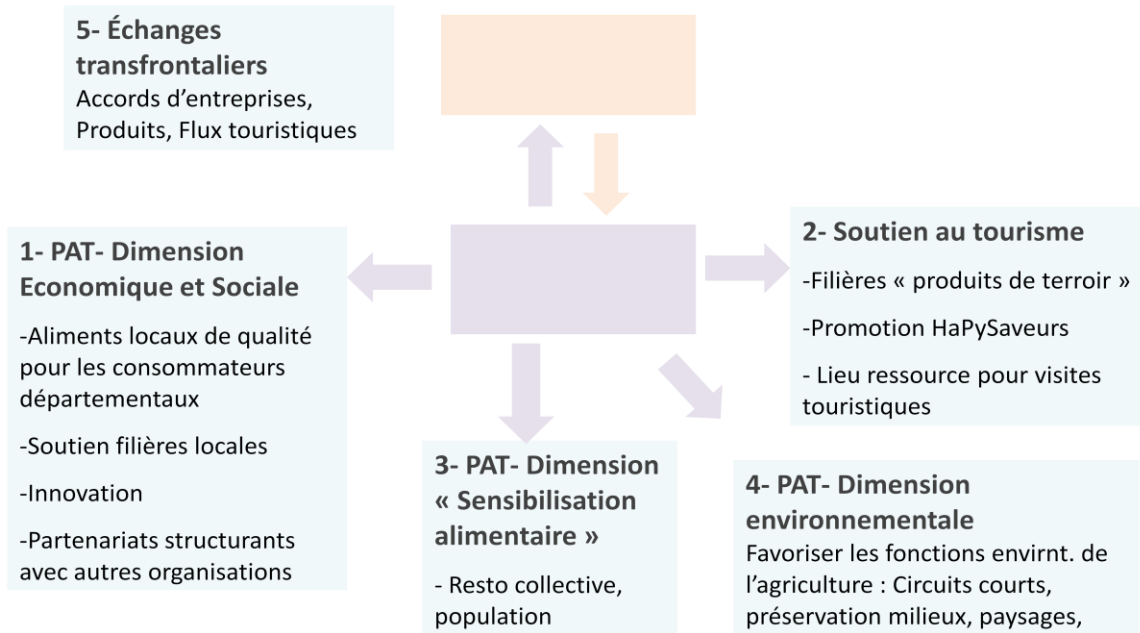 5- Échanges
transfrontaliers
Accords d’entreprises,
Produits, Flux touristiques
1- PAT- Dimension
Economique et Sociale
-Aliments locaux de qualité
pour les consommateurs
départementaux
-Soutien filières locales
-Innovation
-Partenariats structurants
avec autres organisations
2- Soutien au tourisme
-Filières « produits de terroir »
-Promotion HaPySaveurs
- Lieu ressource pour visites
touristiques
3- PAT- Dimension
« Sensibilisation
alimentaire »
- Resto collective,
population
4- PAT- Dimension
environnementale
Favoriser les fonctions envirnt. de
l’agriculture : Circuits courts,
préservation milieux, paysages,